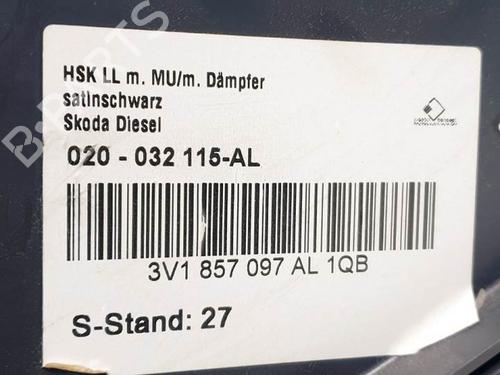 HSK LL m. MU/m. Dämpfer
satinschwarz
Skoda Diesel
020 - 032 115-AL
3V1 857 097 AL 1QB
S-Stand: 27